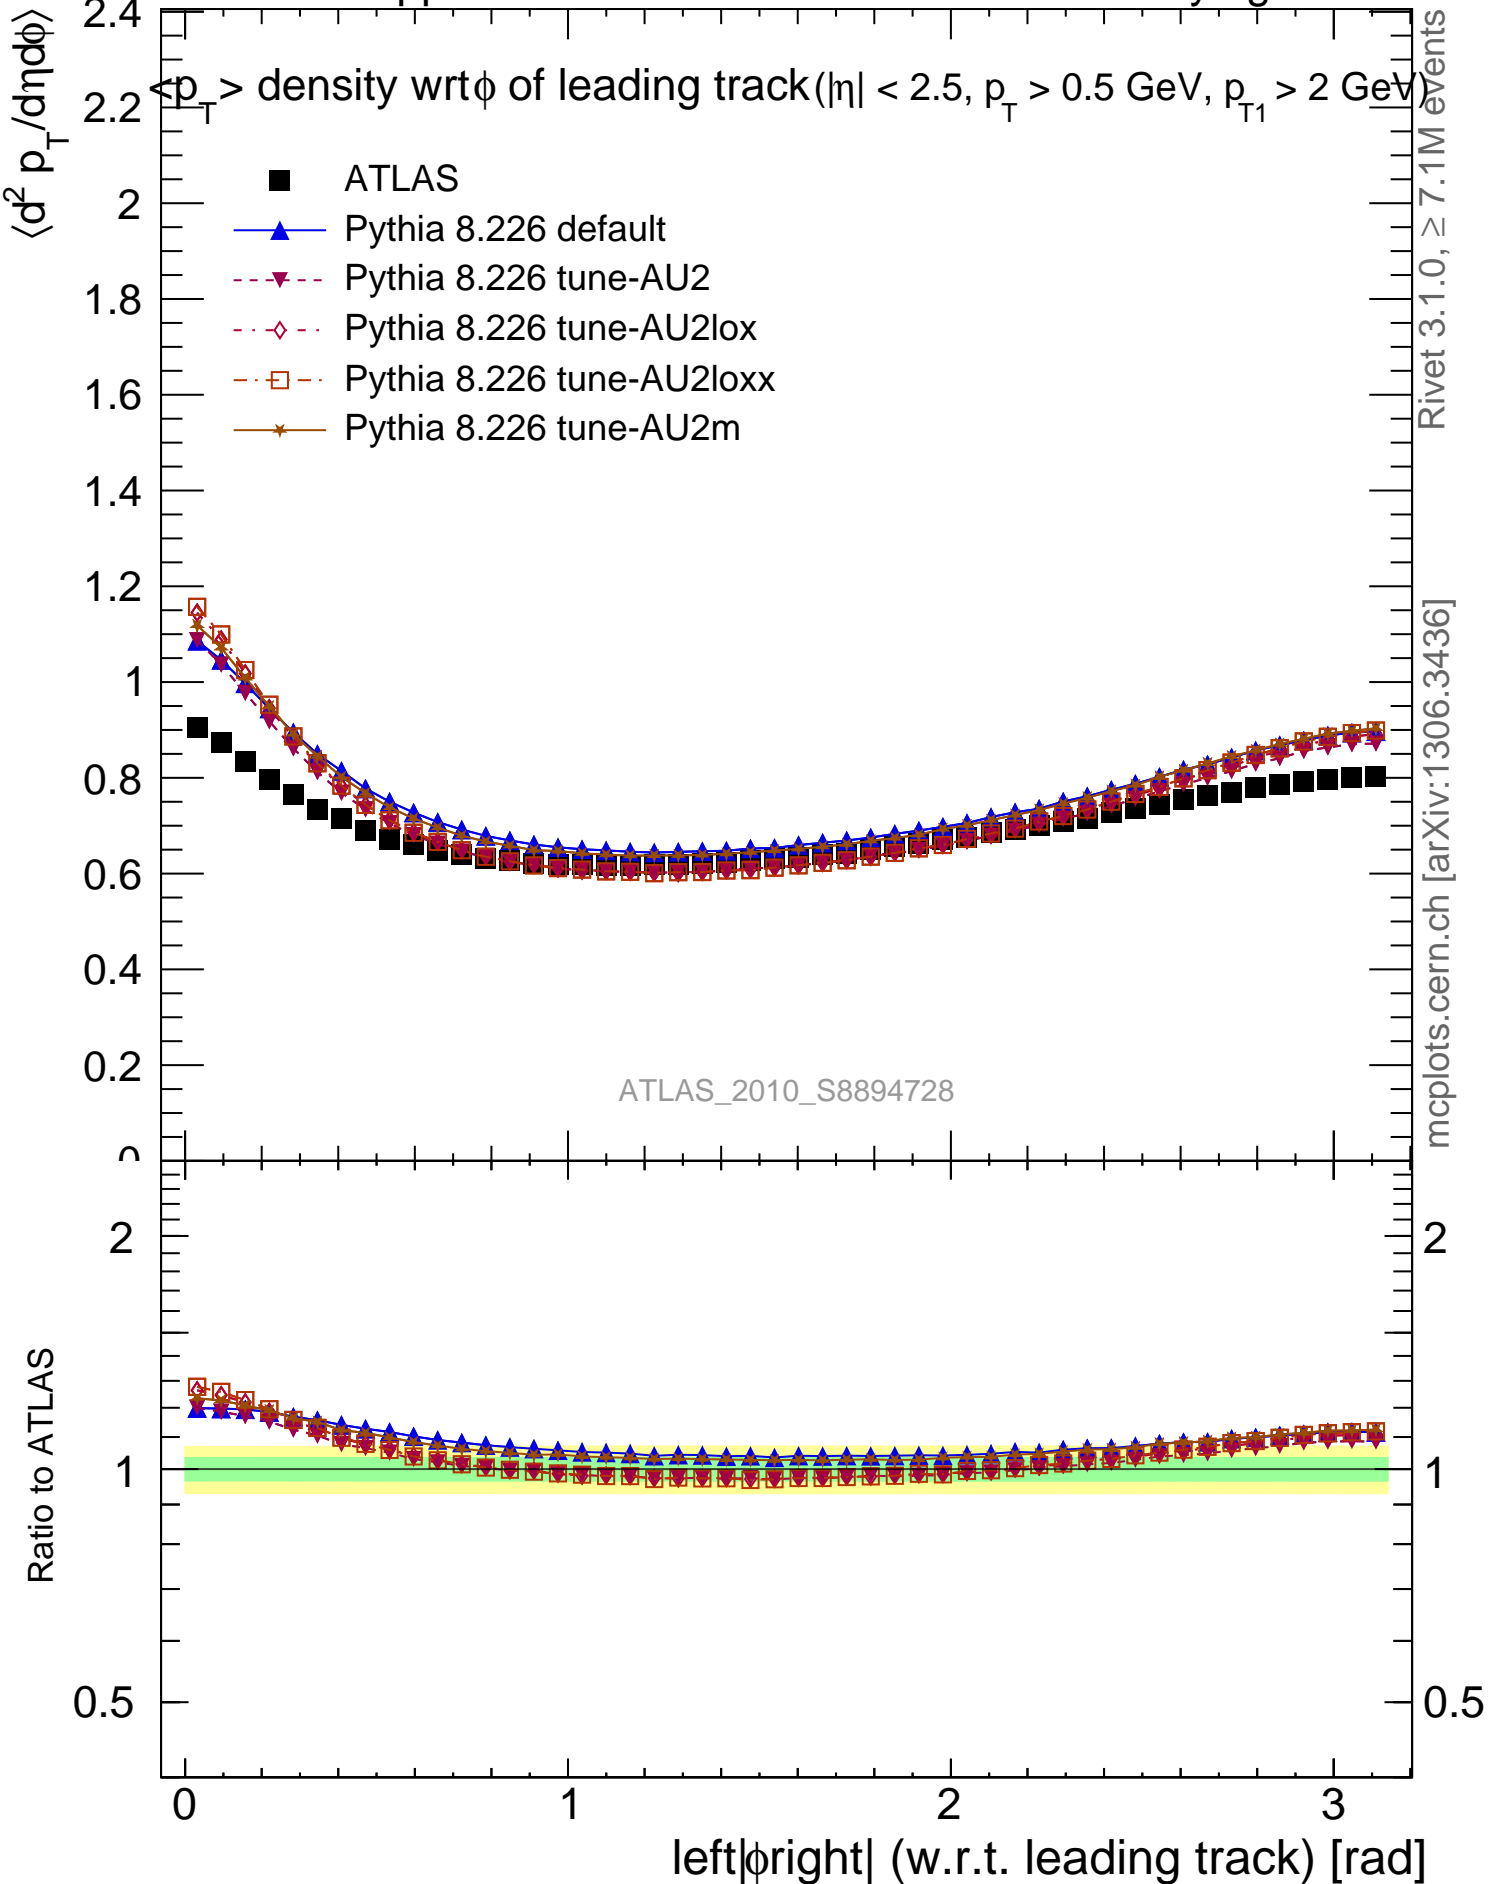 ⟨d² p_T/dηdϕ⟩
<p_T> density wrt ϕ of leading track (|η| < 2.5, p_T > 0.5 GeV, p_T1 > 2 GeV)
ATLAS
Pythia 8.226 default
Pythia 8.226 tune-AU2
Pythia 8.226 tune-AU2lox
Pythia 8.226 tune-AU2loxx
Pythia 8.226 tune-AU2m
2.4
2.2
2
1.8
1.6
1.4
1.2
1
0.8
0.6
0.4
0.2
0
ATLAS_2010_S8894728
Rivet 3.1.0, ≥ 7.1M events
mcplots.cern.ch [arXiv:1306.3436]
Ratio to ATLAS
2
1
0.5
2
1
0.5
0 1 2 3
left|ϕright| (w.r.t. leading track) [rad]